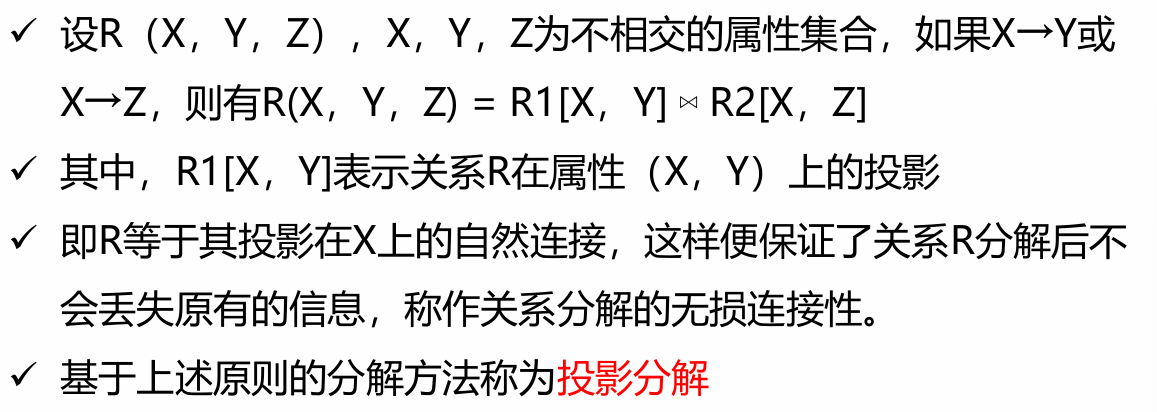 ✓ 设R（X，Y，Z），X，Y，Z为不相交的属性集合，如果X→Y或
X→Z，则有R(X，Y，Z) = R1[X，Y] ⋈ R2[X，Z]
✓ 其中，R1[X，Y]表示关系R在属性（X，Y）上的投影
✓ 即R等于其投影在X上的自然连接，这样便保证了关系R分解后不
会丢失原有的信息，称作关系分解的无损连接性。
✓ 基于上述原则的分解方法称为投影分解